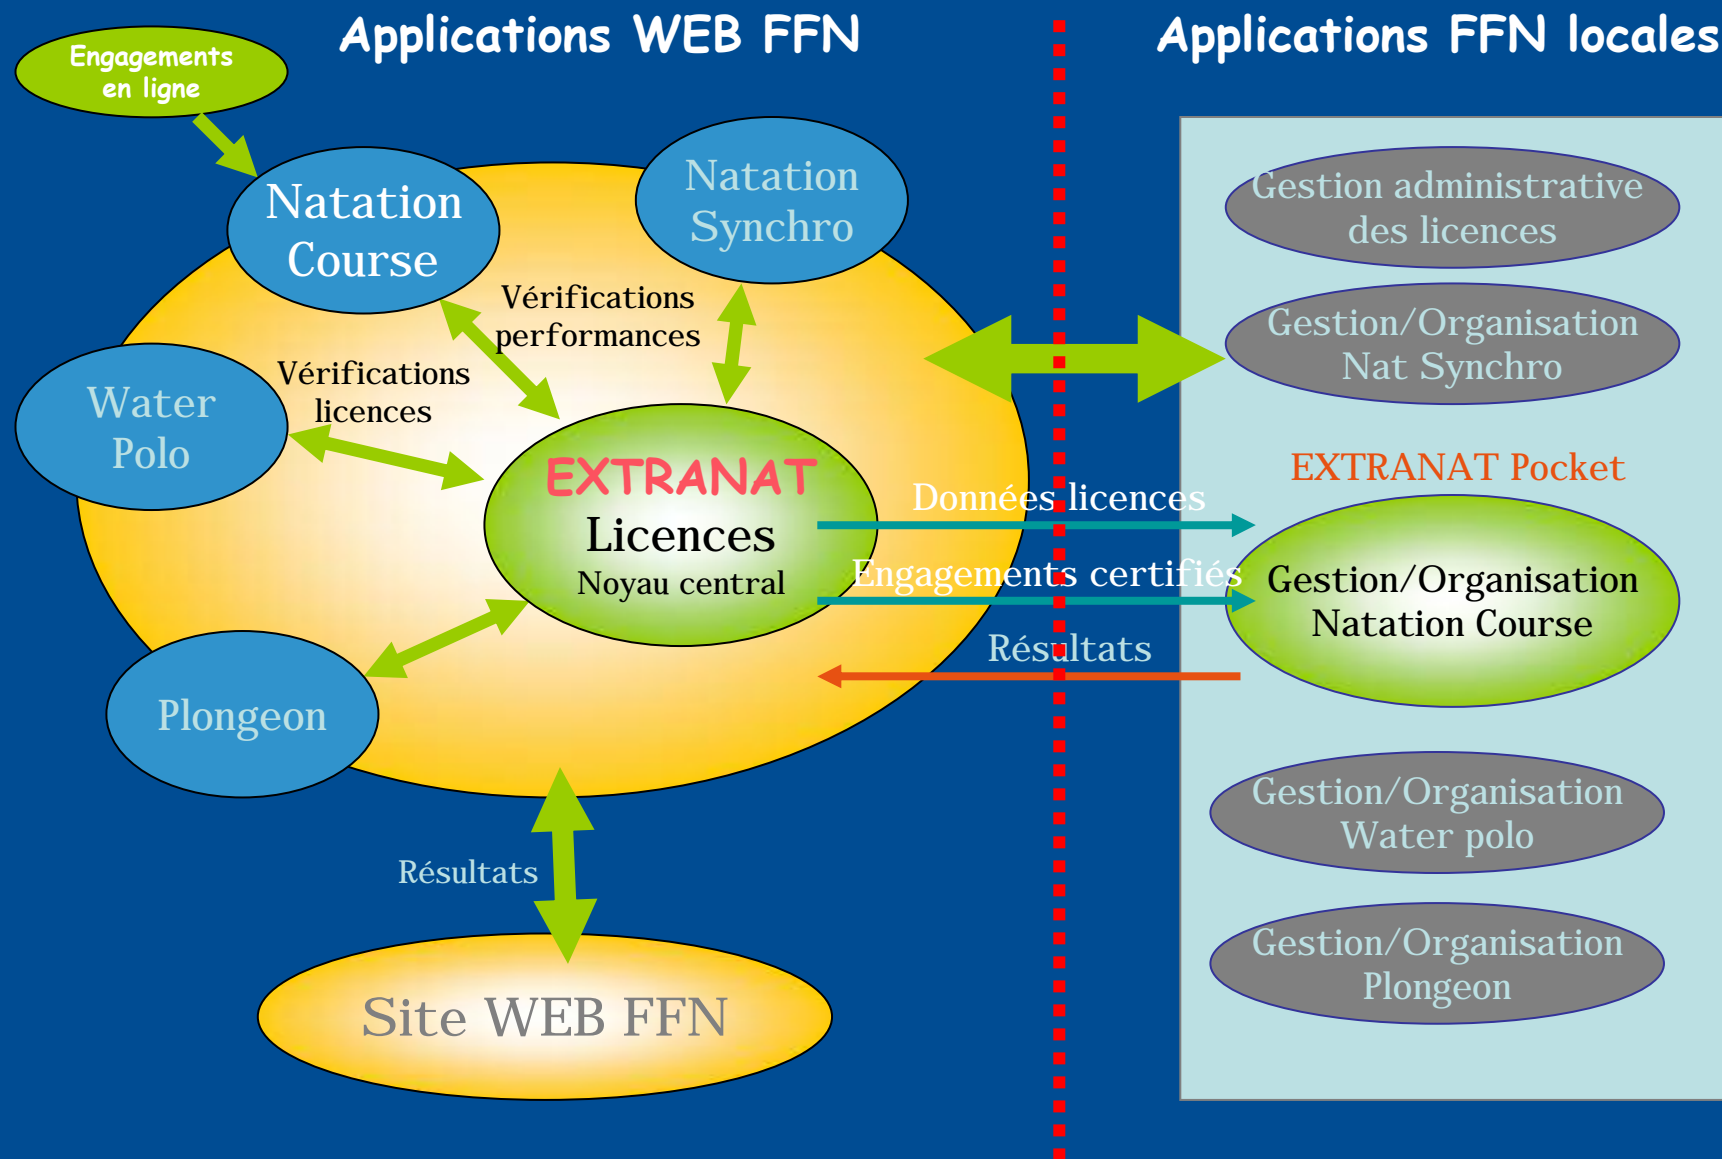 Applications WEB FFN
Applications FFN locales
Engagements
en ligne
Natation
Course
Natation
Synchro
Vérifications
performances
Vérifications
licences
Water
Polo
EXTRANAT
Licences
Noyau central
Plongeon
Résultats
Site WEB FFN
Données licences
Engagements certifiés
Résultats
Gestion administrative
des licences
Gestion/Organisation
Nat Synchro
EXTRANAT Pocket
Gestion/Organisation
Natation Course
Gestion/Organisation
Water polo
Gestion/Organisation
Plongeon